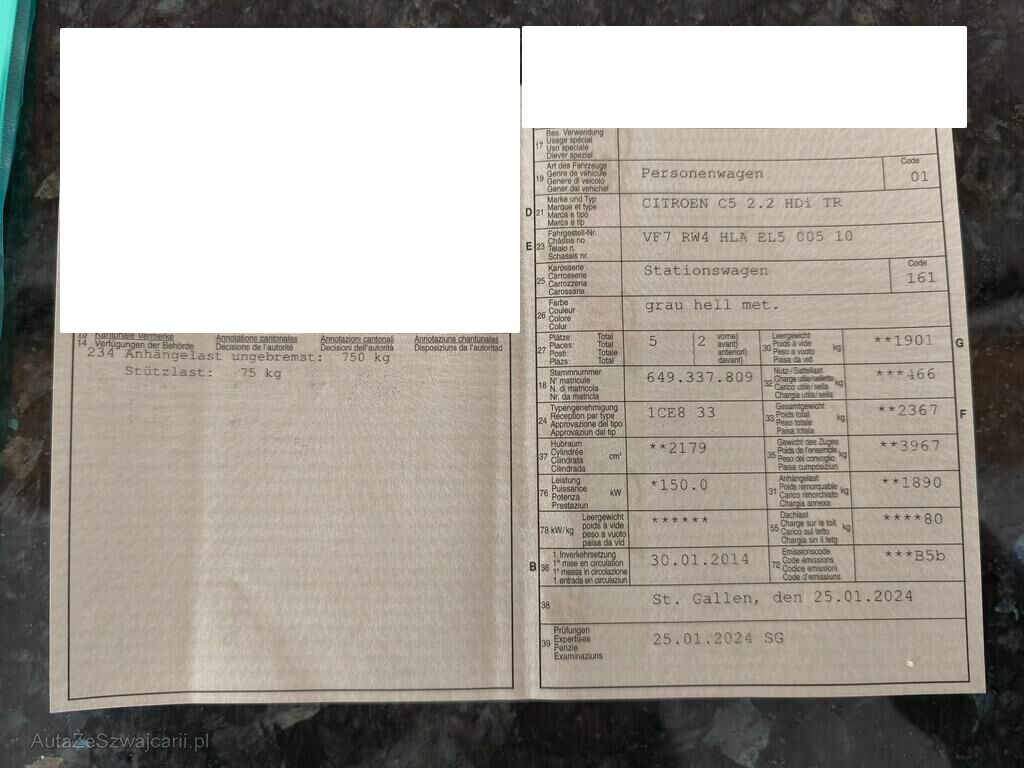 13 Kantonale Vermerke
14 Verfügungen der Behörde
Annotations cantonales
Décisions de l'autorité
Annotazioni cantonali
Decisioni dell'autorità
Annotaziuns chantunalas
Disposiziuns da l'autoritad
234 Anhängelast ungebremst: 750 kg
Stützlast: 75 kg
17 Bes. Verwendung
Usage spécial
Uso speciale
Diever spezial
19 Art des Fahrzeugs
Genre de véhicule
Genere di veicolo
Gener dal vehichel
Personenwagen
Code
01
D 21 Marke und Typ
Marque et type
Marca e tipo
Marca e tip
CITROEN C5 2.2 HDi TR
E 23 Fahrgestell-Nr.
Châssis no
Telaio n.
Schassis nr.
VF7 RW4 HLA EL5 005 10
25 Karosserie
Carrosserie
Carrozzeria
Carossaria
Stationswagen
Code
161
26 Farbe
Couleur
Colore
Colur
grau hell met.
27 Plätze: Total
Places: Total
Posti: Totale
Plazs: Total
5 (2 vorne)
( avant)
( anteriori)
( davant)
30 Leergewicht
Poids à vide
Peso a vuoto
Paisa da vid
kg
**1901
G
18 Stammnummer
N° matricule
N. di matricola
Nr. da matricla
649.337.809
32 Nutz-/Sattellast
Charge utile/sellette
Carico utile/sella
Chargia utila/sella
kg
***466
24 Typengenehmigung
Réception par type
Approvazione del tipo
Approvaziun dal tip
1CE8 33
33 Gesamtgewicht
Poids total
Peso totale
Paisa totala
kg
**2367
F
37 Hubraum
Cylindrée
Cilindrata
Cilindrada
cm³
**2179
35 Gewicht des Zuges
Poids de l'ensemble
Peso del convoglio
Paisa cumposiziun
kg
**3967
76 Leistung
Puissance
Potenza
Prestaziun
kW
*150.0
31 Anhängelast
Poids remorquable
Carico rimorchiato
Chargia annexa
kg
**1890
78 kW/kg
Leergewicht
poids à vide
peso a vuoto
paisa da vid
******
55 Dachlast
Charge sur le toit
Carico sul tetto
Chargia sin il tetg
kg
****80
B 36 1. Inverkehrsetzung
1re mise en circulation
1a messa in circolazione
1. entrada en circulaziun
30.01.2014
72 Emissionscode
Code émissions
Codice emissioni
Code d'emissiuns
***B5b
38
St. Gallen, den 25.01.2024
39 Prüfungen
Expertises
Perizie
Examinaziuns
25.01.2024 SG
AutaZeSzwajcarii.pl